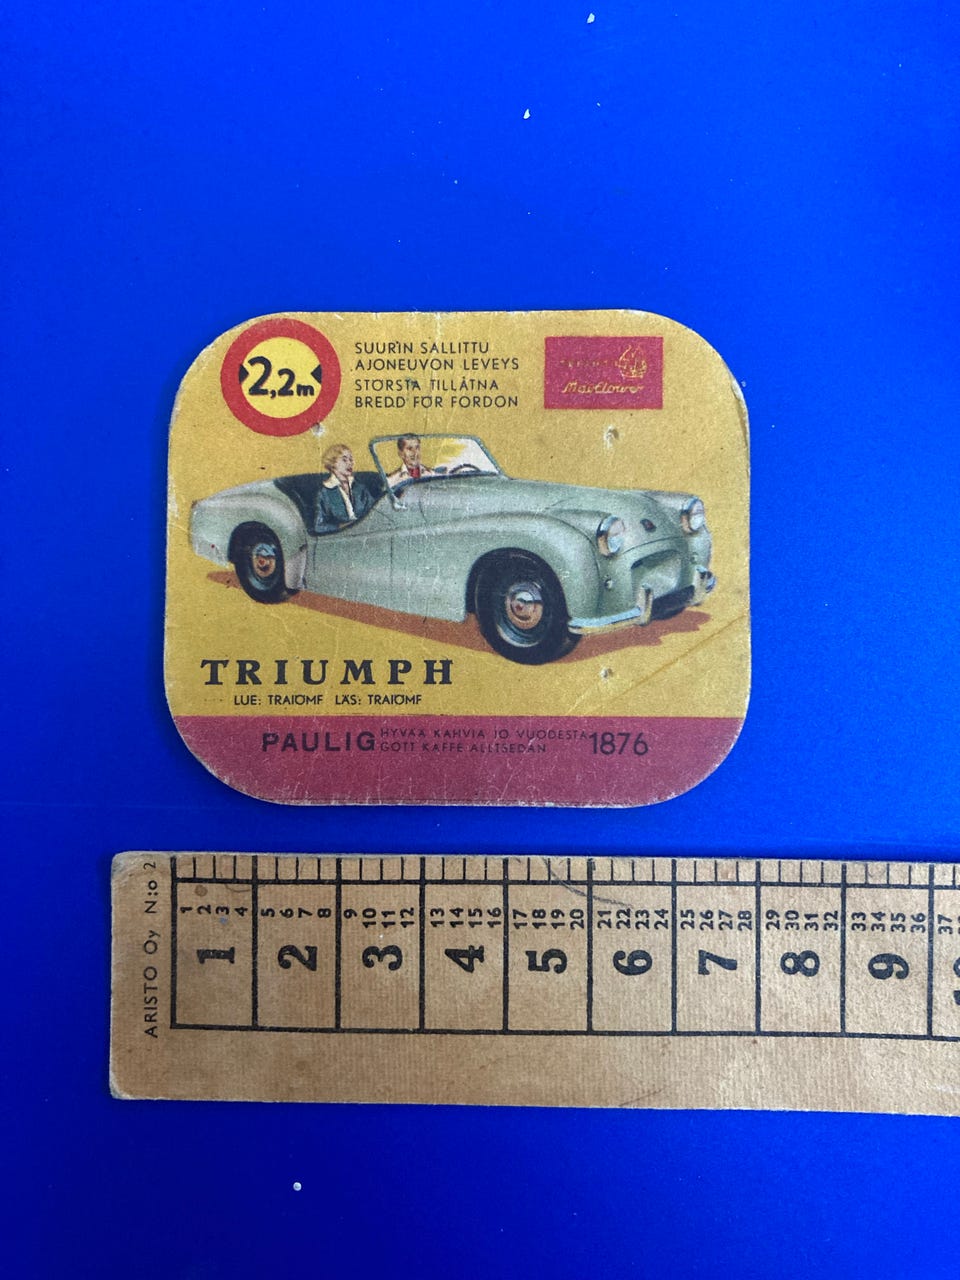 2,2m
SUURIN SALLITTU
AJONEUVON LEVEYS
STÖRSTA TILLÅTNA
BREDD FÖR FORDON
Mayflower
TRIUMPH
LUE: TRAIÖMF LÄS: TRAIÖMF
PAULIG HYVÄÄ KAHVIA JO VUODESTA 1876
GOTT KAFFE ALLTSEDAN
ARISTO Oy N:o 2
1 2 3 4 5 6 7 8 9 10 11 12 13 14 15 16 17 18 19 20 21 22 23 24 25 26 27 28 29 30 31 32 33 34 35 36 37
1 2 3 4 5 6 7 8 9